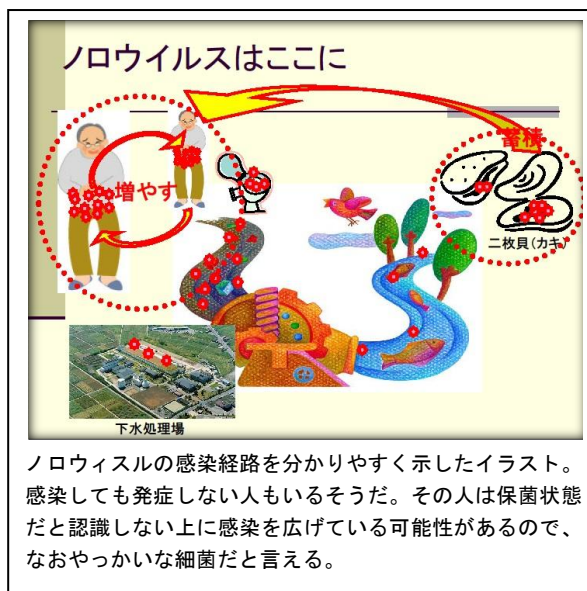 ノロウイルスはここに
蓄積
増やす
二枚貝（カキ）
下水処理場
ノロウィスルの感染経路を分かりやすく示したイラスト。
感染しても発症しない人もいるそうだ。その人は保菌状態
だと認識しない上に感染を広げている可能性があるので、
なおやっかいな細菌だと言える。